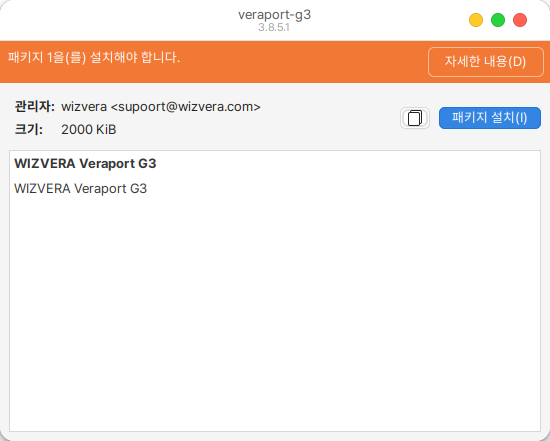 veraport-g3
3.8.5.1
패키지 1을(를) 설치해야 합니다.
자세한 내용(D)
관리자: wizvera <supoort@wizvera.com>
크기: 2000 KiB
패키지 설치(I)
WIZVERA Veraport G3
WIZVERA Veraport G3